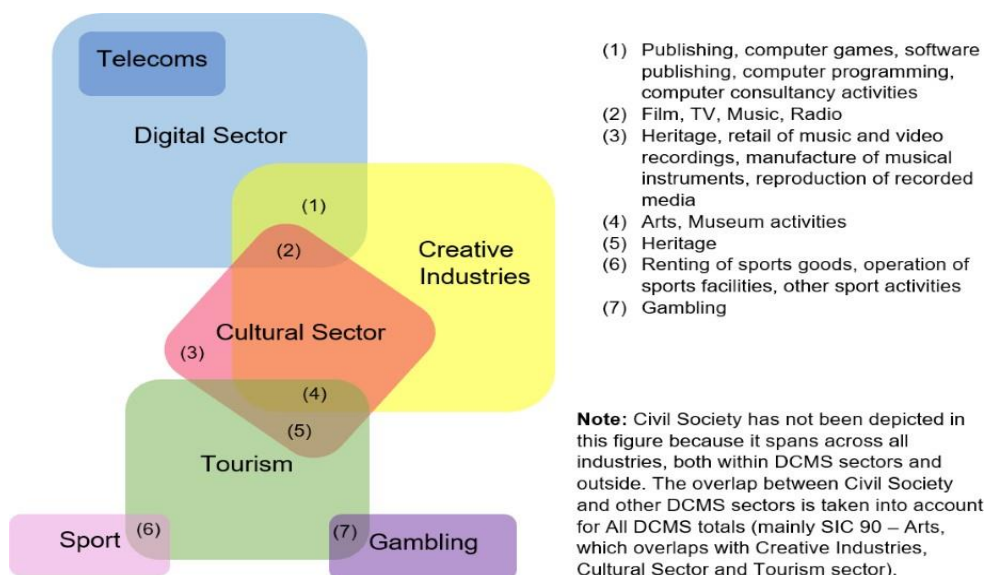 Telecoms
Digital Sector
(1)
(2)
Creative
Industries
Cultural Sector
(3)
(4)
(5)
Tourism
Sport
(6)
(7)
Gambling
(1) Publishing, computer games, software
publishing, computer programming,
computer consultancy activities
(2) Film, TV, Music, Radio
(3) Heritage, retail of music and video
recordings, manufacture of musical
instruments, reproduction of recorded
media
(4) Arts, Museum activities
(5) Heritage
(6) Renting of sports goods, operation of
sports facilities, other sport activities
(7) Gambling
Note: Civil Society has not been depicted in
this figure because it spans across all
industries, both within DCMS sectors and
outside. The overlap between Civil Society
and other DCMS sectors is taken into account
for All DCMS totals (mainly SIC 90 – Arts,
which overlaps with Creative Industries,
Cultural Sector and Tourism sector).